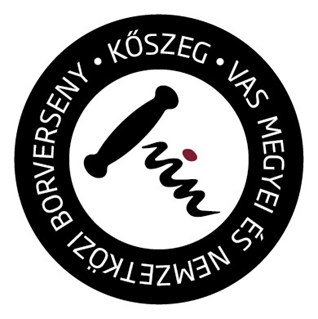 KŐSZEG • VAS MEGYEI ÉS NEMZETKÖZI BORVERSENY •